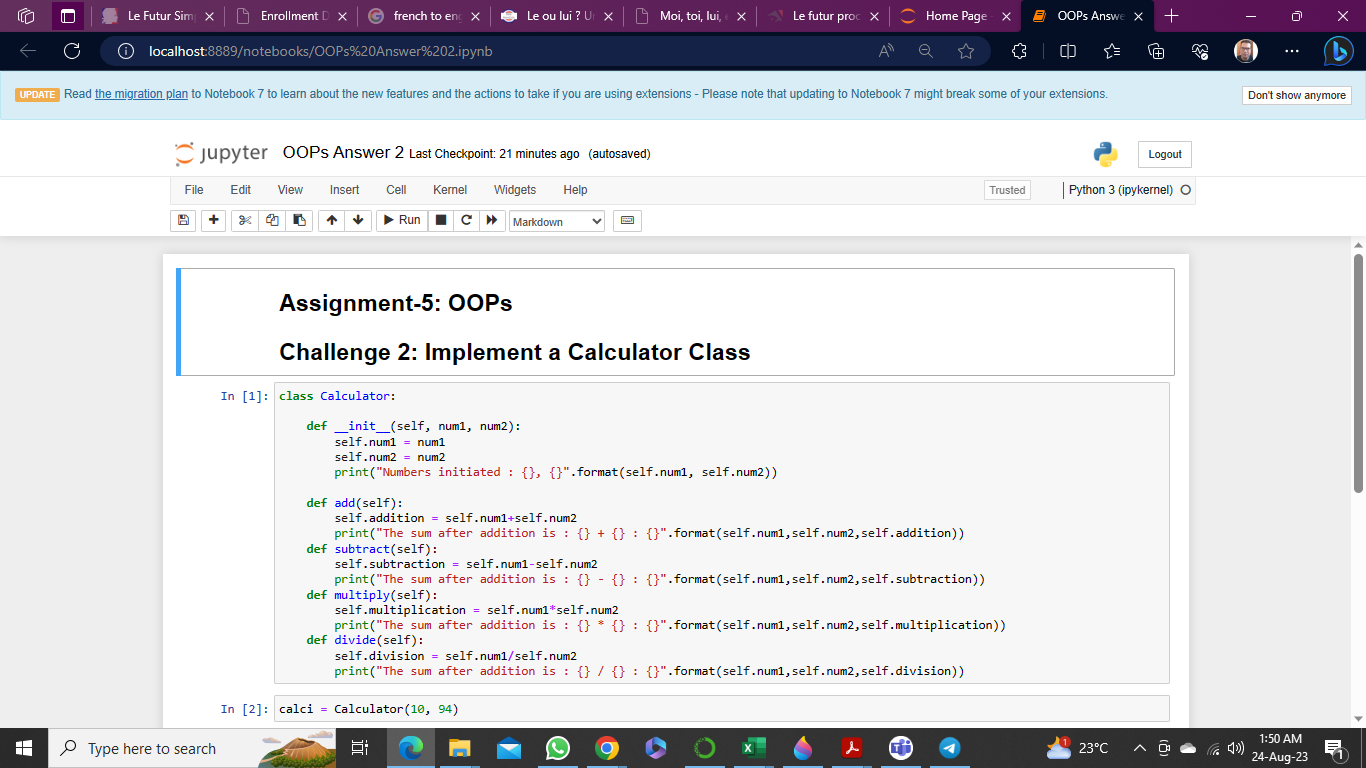 Le Futur Sim
Enrollment D
french to eng
Le ou lui ? U
Moi, toi, lui,
Le futur proc
Home Page -
OOPs Answe
localhost:8889/notebooks/OOPs%20Answer%202.ipynb
UPDATE Read the migration plan to Notebook 7 to learn about the new features and the actions to take if you are using extensions - Please note that updating to Notebook 7 might break some of your extensions.
Don't show anymore
jupyter OOPs Answer 2 Last Checkpoint: 21 minutes ago (autosaved)
Logout
File Edit View Insert Cell Kernel Widgets Help
Trusted
Python 3 (ipykernel)
Run
Markdown
Assignment-5: OOPs
Challenge 2: Implement a Calculator Class
In [1]: class Calculator:
    def __init__(self, num1, num2):
        self.num1 = num1
        self.num2 = num2
        print("Numbers initiated : {}, {}".format(self.num1, self.num2))
    def add(self):
        self.addition = self.num1+self.num2
        print("The sum after addition is : {} + {} : {}".format(self.num1,self.num2,self.addition))
    def subtract(self):
        self.subtraction = self.num1-self.num2
        print("The sum after addition is : {} - {} : {}".format(self.num1,self.num2,self.subtraction))
    def multiply(self):
        self.multiplication = self.num1*self.num2
        print("The sum after addition is : {} * {} : {}".format(self.num1,self.num2,self.multiplication))
    def divide(self):
        self.division = self.num1/self.num2
        print("The sum after addition is : {} / {} : {}".format(self.num1,self.num2,self.division))
In [2]: calci = Calculator(10, 94)
Type here to search
1
23°C
1:50 AM
24-Aug-23
1